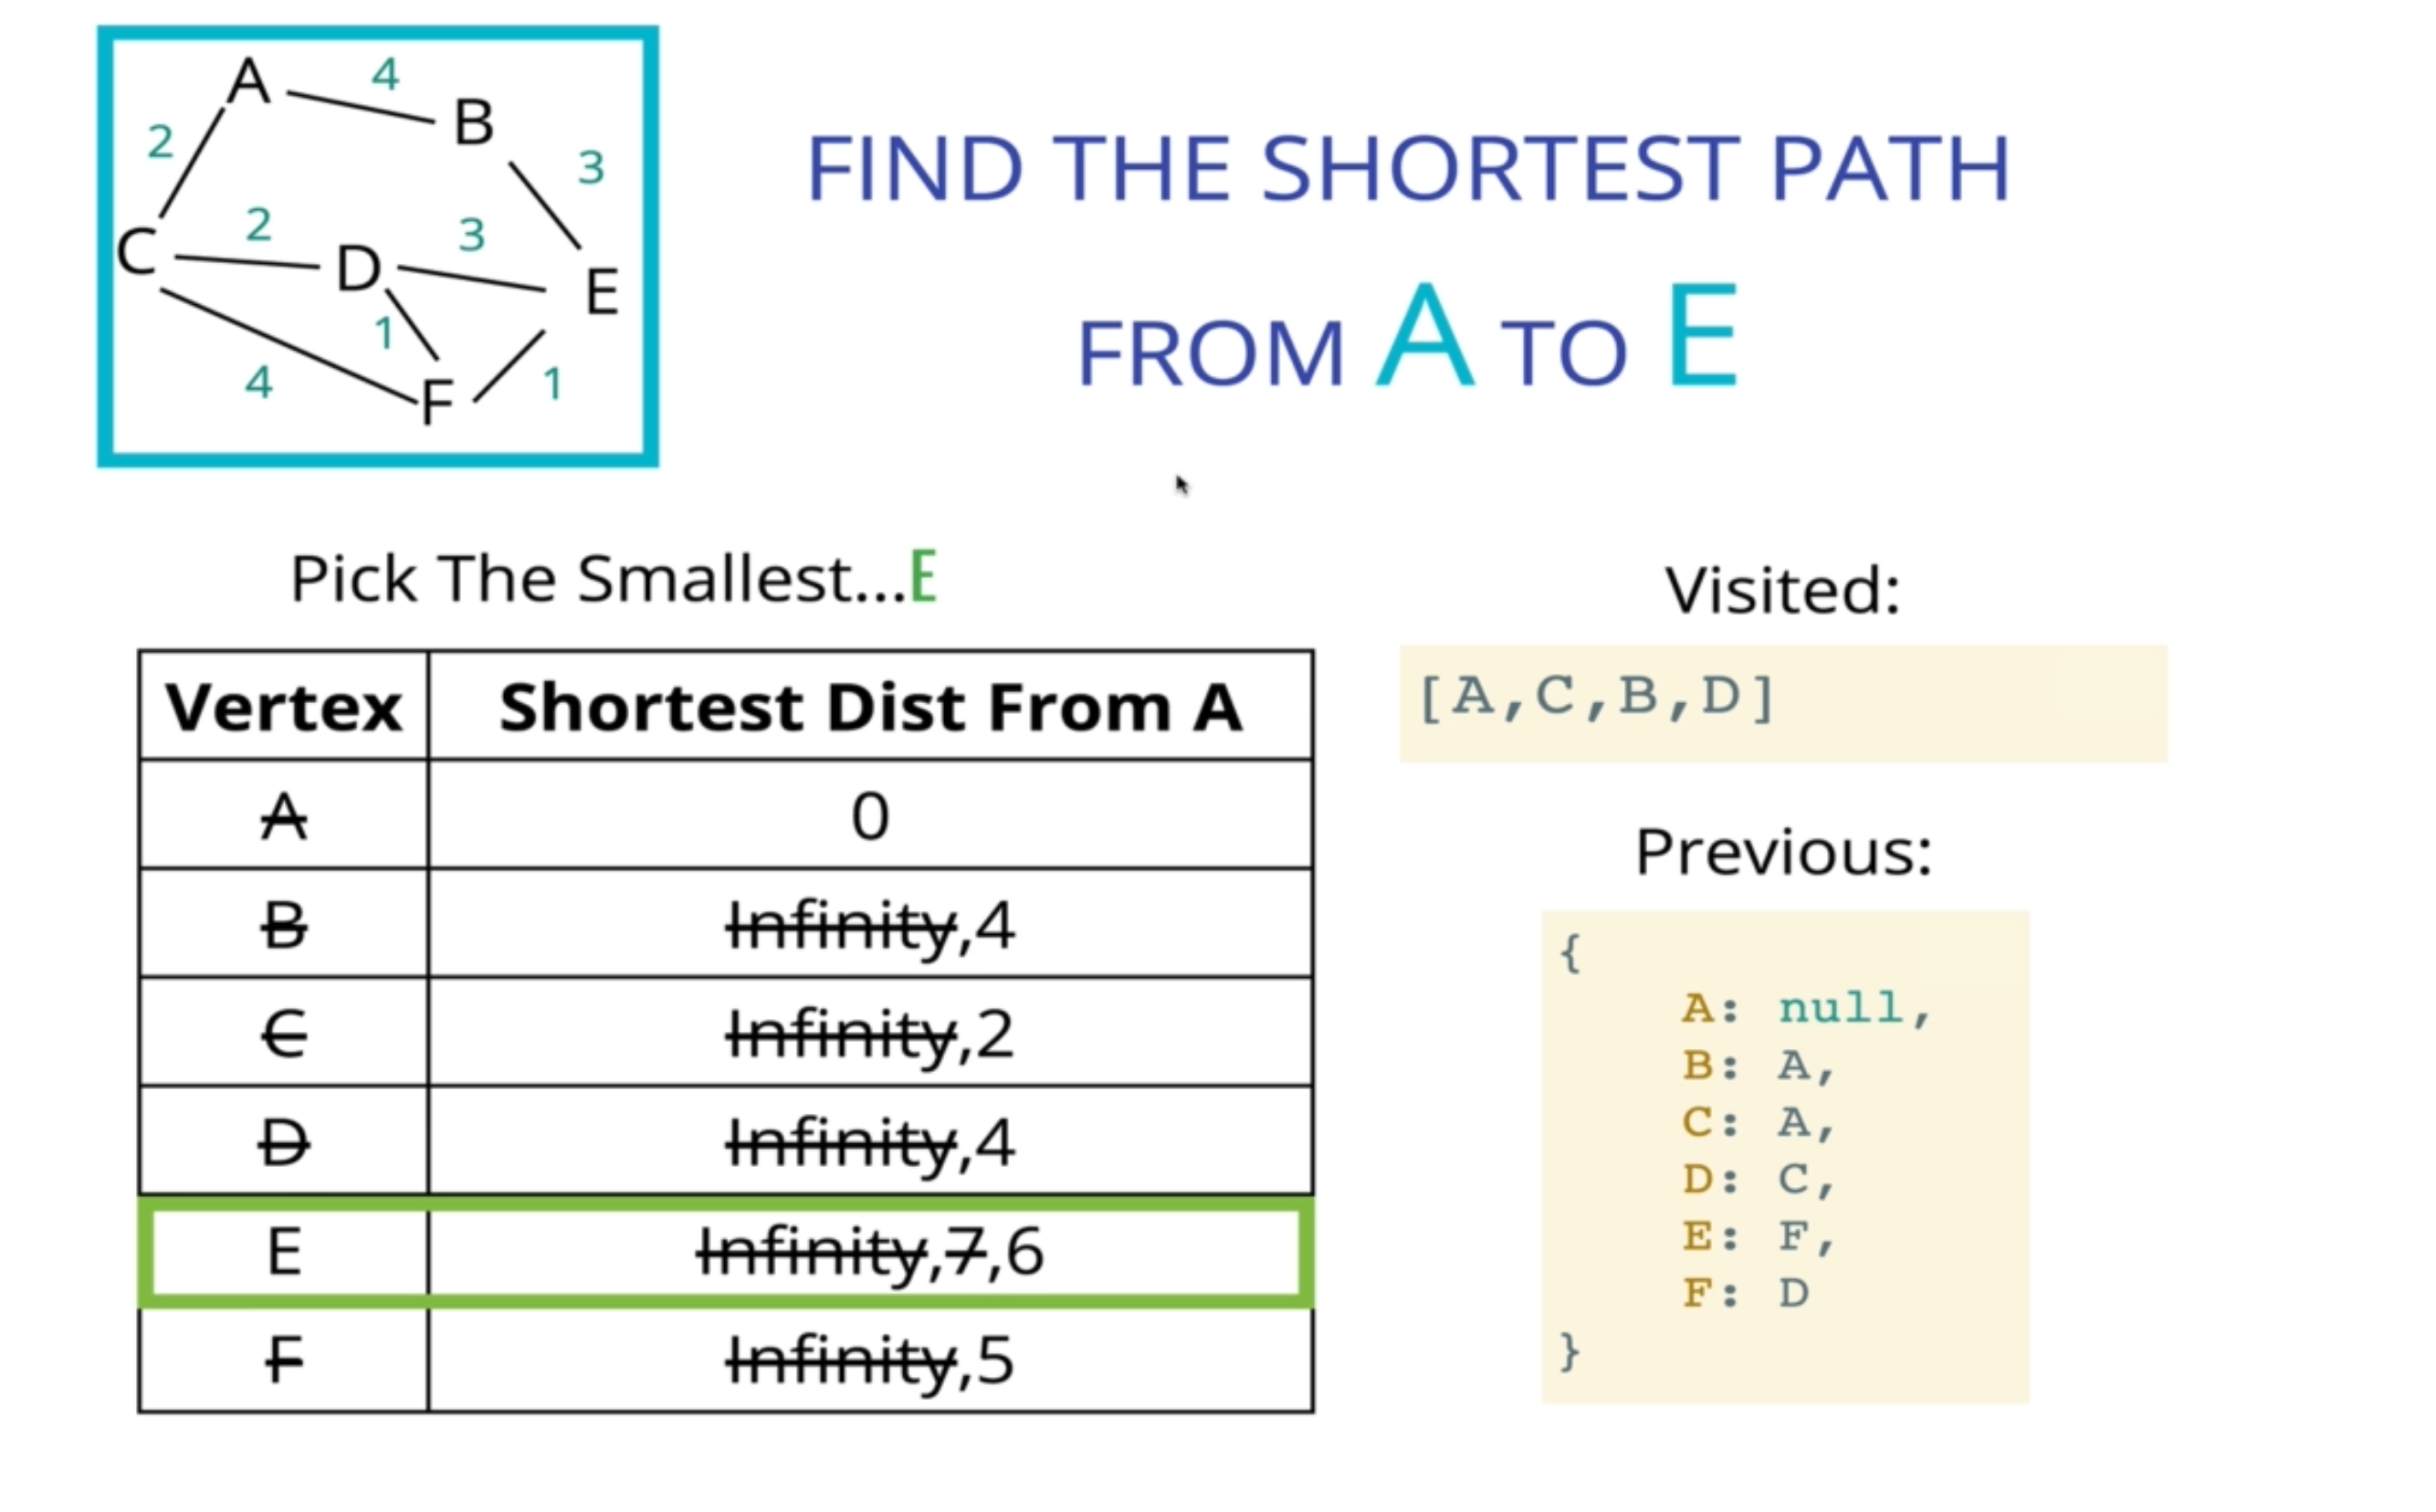 A
4
B
2
3
C
2
D
3
E
1
4
F
1
FIND THE SHORTEST PATH
FROM A TO E
Pick The Smallest...E
Vertex Shortest Dist From A
A 0
B Infinity,4
C Infinity,2
D Infinity,4
E Infinity,7,6
F Infinity,5
Visited:
[A,C,B,D]
Previous:
{
A: null,
B: A,
C: A,
D: C,
E: F,
F: D
}